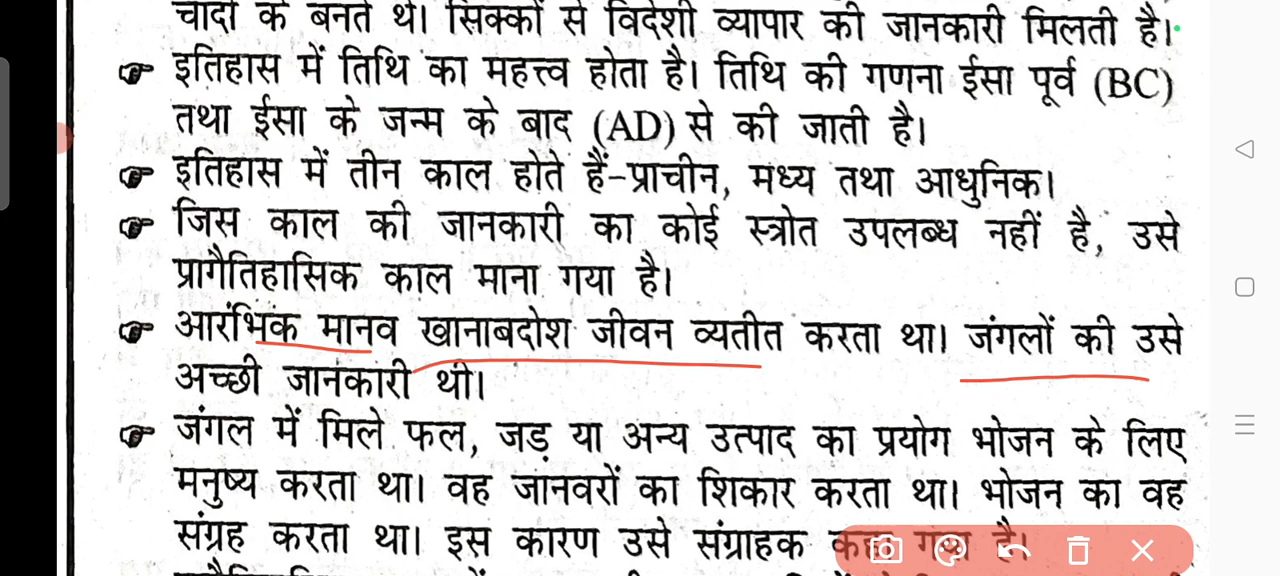 चांदी के बनते थे। सिक्कों से विदेशी व्यापार की जानकारी मिलती है।
इतिहास में तिथि का महत्त्व होता है। तिथि की गणना ईसा पूर्व (BC)
तथा ईसा के जन्म के बाद (AD) से की जाती है।
इतिहास में तीन काल होते हैं-प्राचीन, मध्य तथा आधुनिक।
जिस काल की जानकारी का कोई स्त्रोत उपलब्ध नहीं है, उसे
प्रागैतिहासिक काल माना गया है।
आरंभिक मानव खानाबदोश जीवन व्यतीत करता था। जंगलों की उसे
अच्छी जानकारी थी।
जंगल में मिले फल, जड़ या अन्य उत्पाद का प्रयोग भोजन के लिए
मनुष्य करता था। वह जानवरों का शिकार करता था। भोजन का वह
संग्रह करता था। इस कारण उसे संग्राहक कहा गया है।